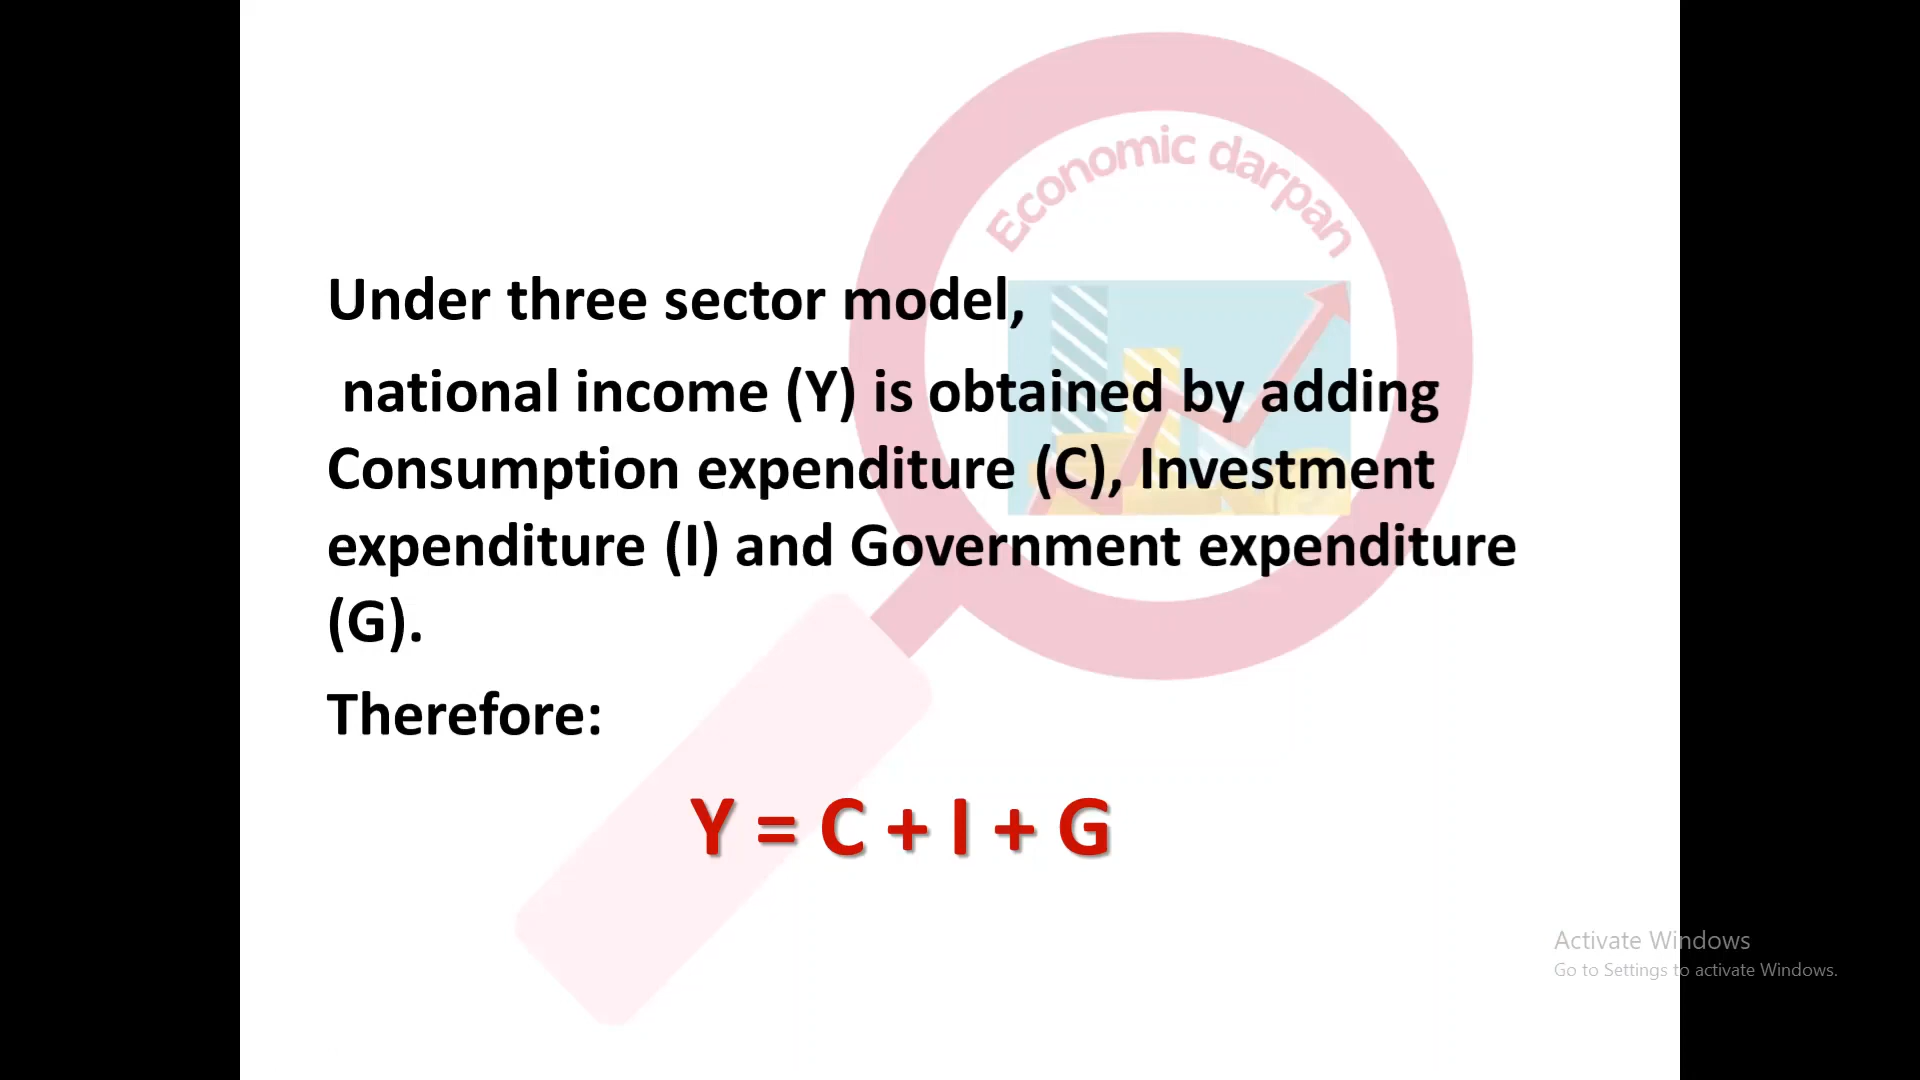 Economic darpan
Under three sector model,
national income (Y) is obtained by adding
Consumption expenditure (C), Investment
expenditure (I) and Government expenditure
(G).
Therefore:
Y = C + I + G
Activate Windows
Go to Settings to activate Windows.